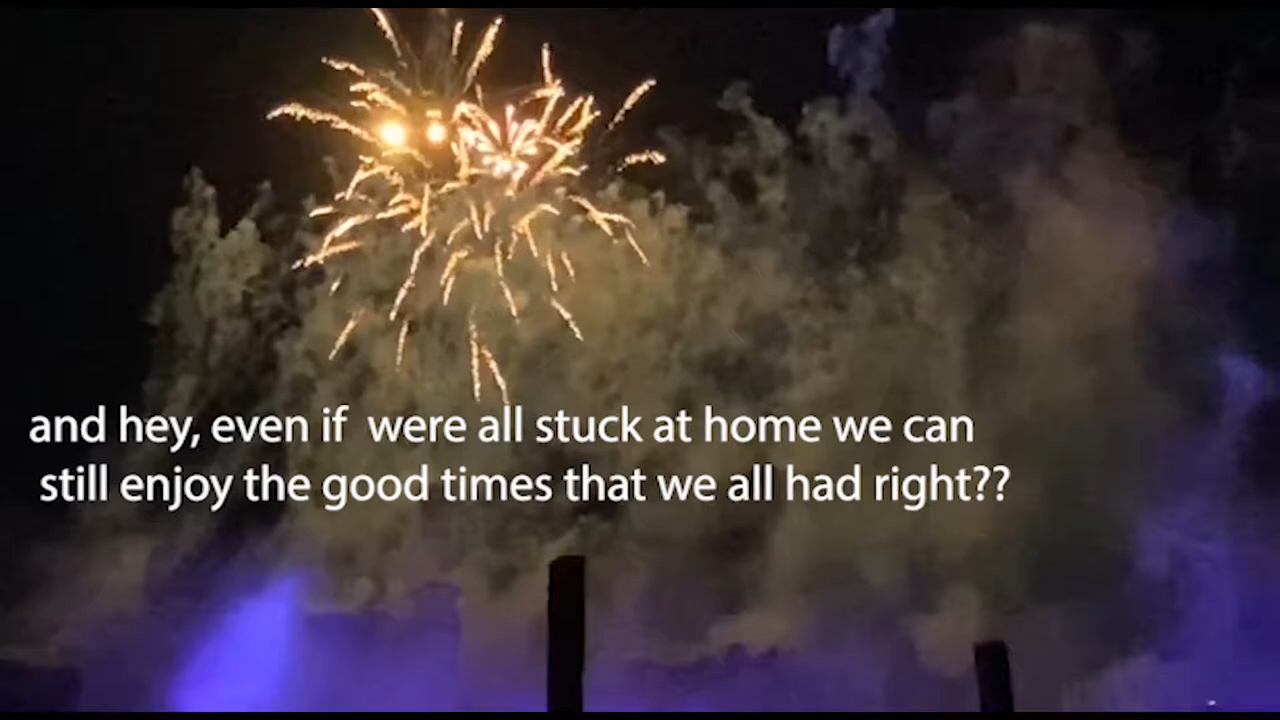 and hey, even if  were all stuck at home we can
still enjoy the good times that we all had right??